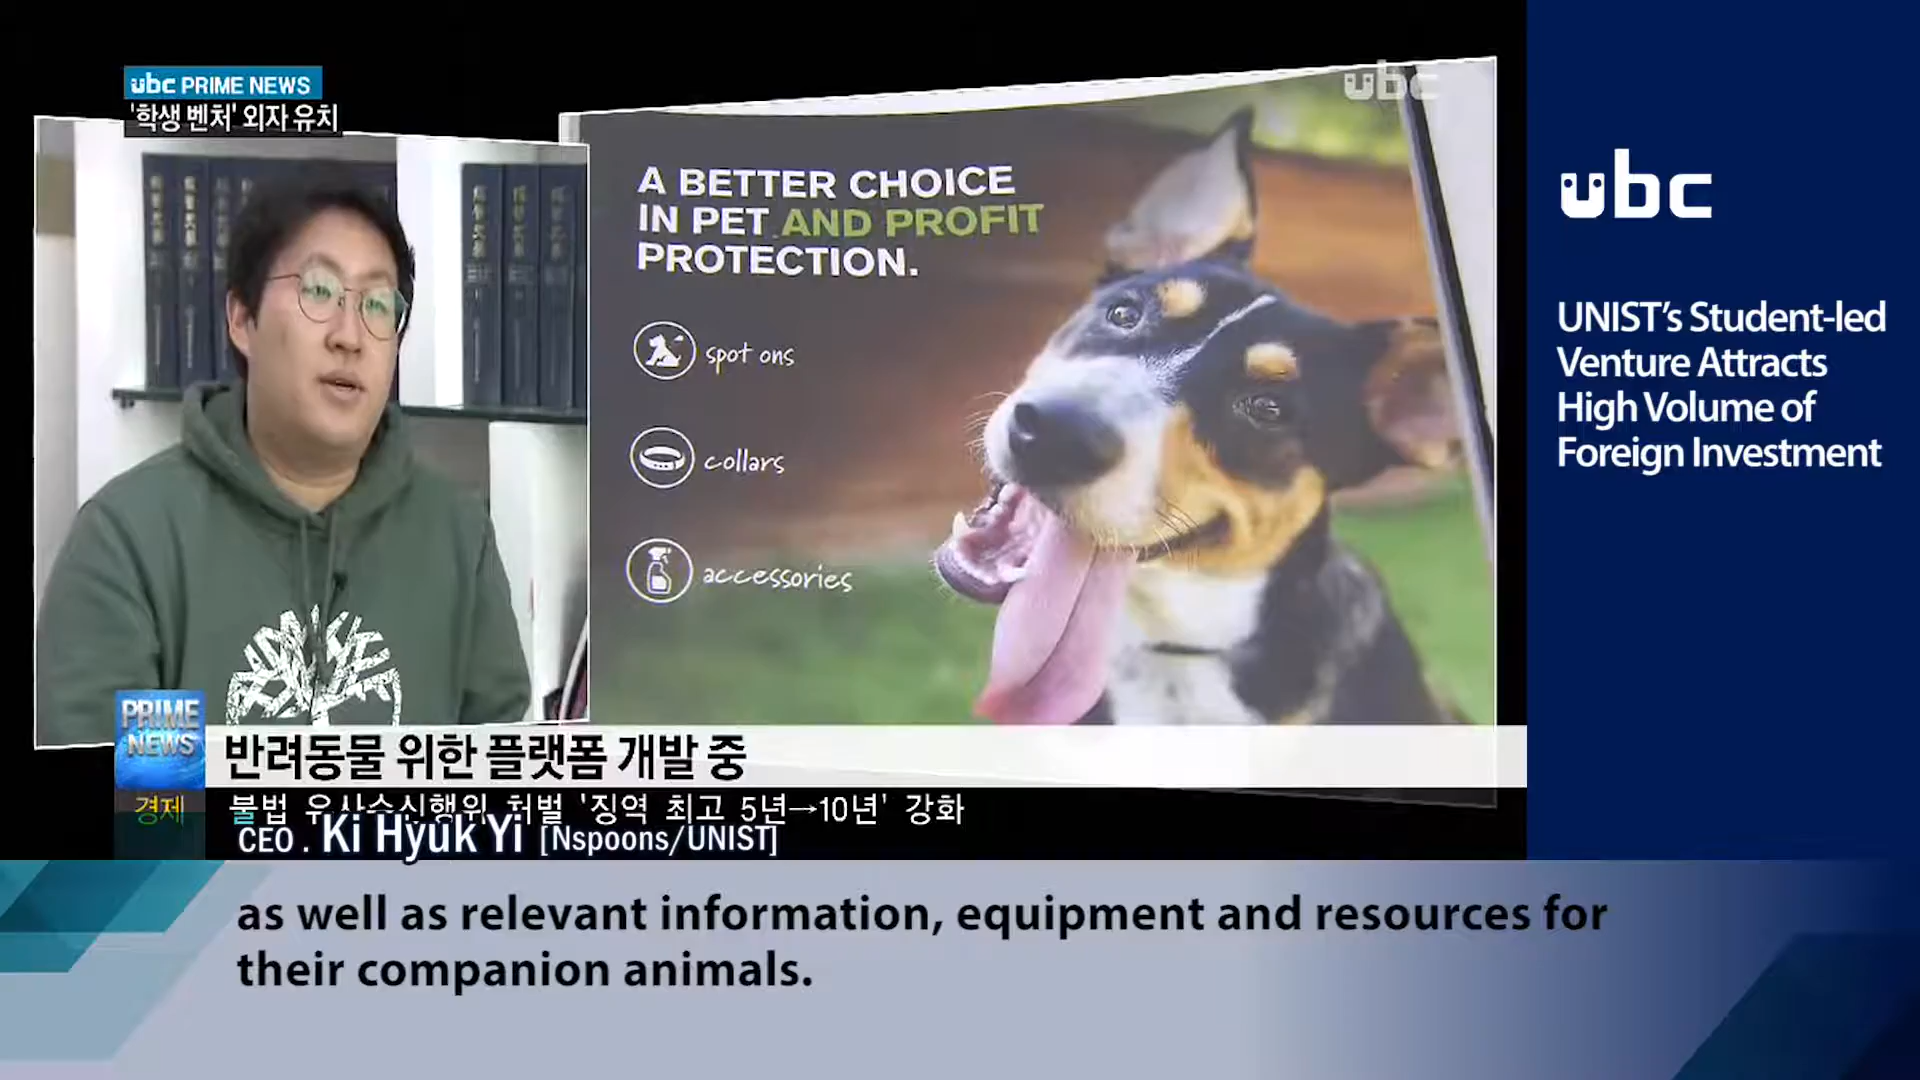 ubc PRIME NEWS
'학생 벤처' 외자 유치
ubc
A BETTER CHOICE
IN PET AND PROFIT
PROTECTION.
spot ons
collars
accessories
ubc
UNIST's Student-led
Venture Attracts
High Volume of
Foreign Investment
PRIME
NEWS
반려동물 위한 플랫폼 개발 중
경제
불법 유사수신행위 처벌 '징역 최고 5년→10년' 강화
CEO . Ki Hyuk Yi [Nspoons/UNIST]
as well as relevant information, equipment and resources for
their companion animals.